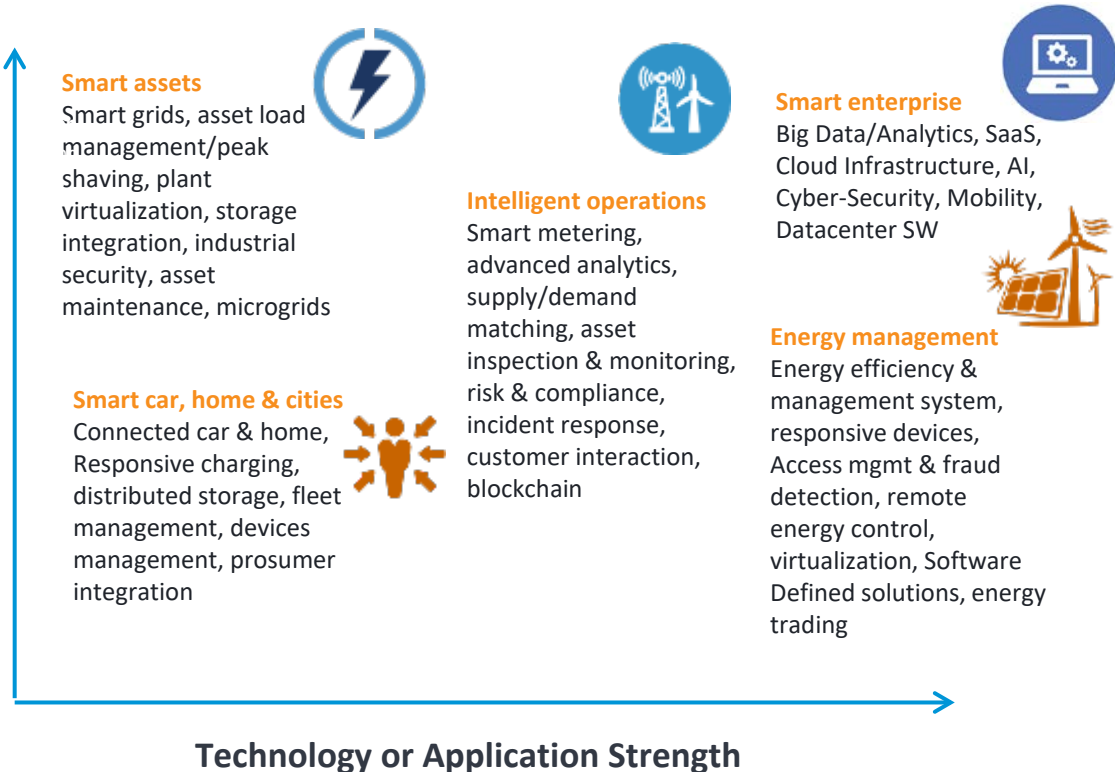 Smart assets
Smart grids, asset load
management/peak
shaving, plant
virtualization, storage
integration, industrial
security, asset
maintenance, microgrids
Smart car, home & cities
Connected car & home,
Responsive charging,
distributed storage, fleet
management, devices
management, prosumer
integration
Intelligent operations
Smart metering,
advanced analytics,
supply/demand
matching, asset
inspection & monitoring,
risk & compliance,
incident response,
customer interaction,
blockchain
Smart enterprise
Big Data/Analytics, SaaS,
Cloud Infrastructure, AI,
Cyber-Security, Mobility,
Datacenter SW
Energy management
Energy efficiency &
management system,
responsive devices,
Access mgmt & fraud
detection, remote
energy control,
virtualization, Software
Defined solutions, energy
trading
Technology or Application Strength